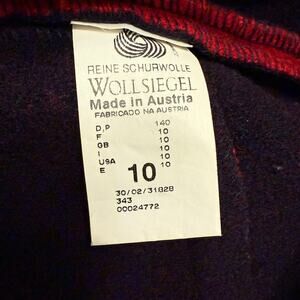 REINE SCHURWOLLE
WOLLSIEGEL
Made in Austria
FABRICADO NA AUSTRIA
D,P 140
F 10
GB 10
I 10
USA 10
E 10
10
30/02/31828
343
00024772